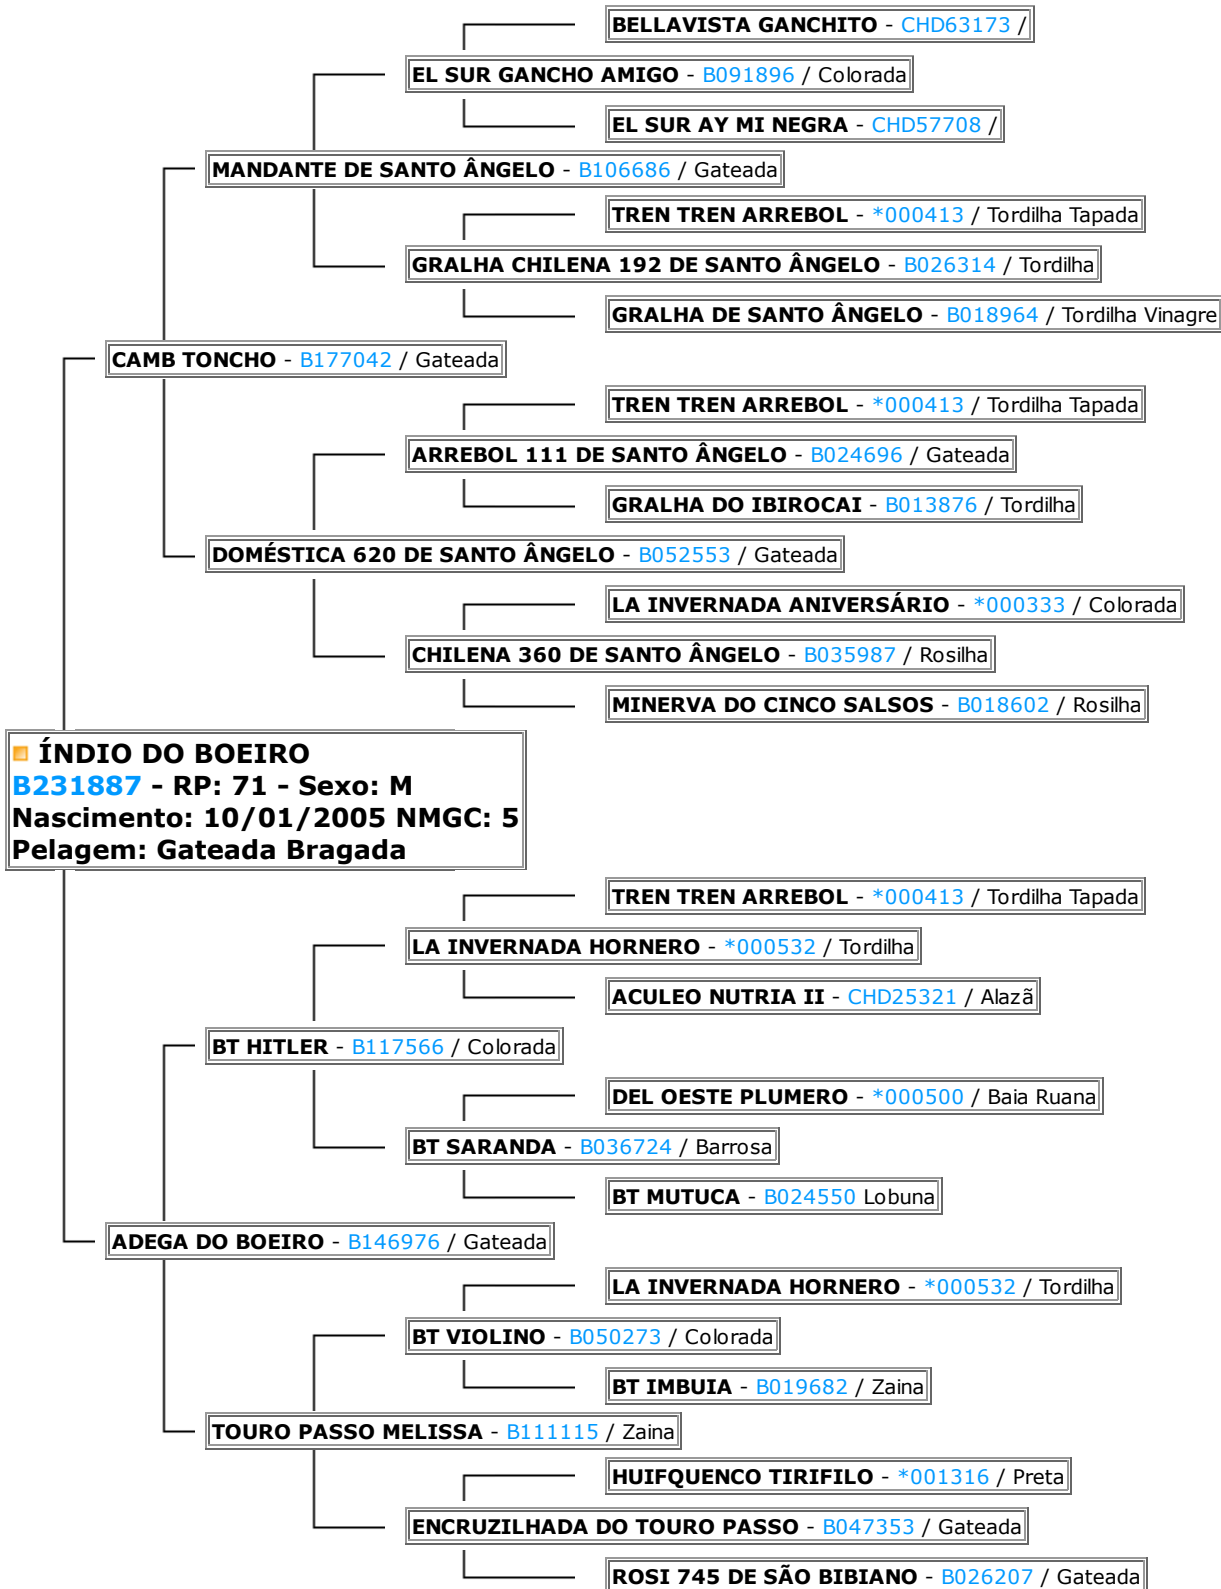 BELLAVISTA GANCHITO - CHD63173 /
EL SUR GANCHO AMIGO - B091896 / Colorada
EL SUR AY MI NEGRA - CHD57708 /
MANDANTE DE SANTO ÂNGELO - B106686 / Gateada
TREN TREN ARREBOL - *000413 / Tordilha Tapada
GRALHA CHILENA 192 DE SANTO ÂNGELO - B026314 / Tordilha
GRALHA DE SANTO ÂNGELO - B018964 / Tordilha Vinagre
CAMB TONCHO - B177042 / Gateada
TREN TREN ARREBOL - *000413 / Tordilha Tapada
ARREBOL 111 DE SANTO ÂNGELO - B024696 / Gateada
GRALHA DO IBIROCAI - B013876 / Tordilha
DOMÉSTICA 620 DE SANTO ÂNGELO - B052553 / Gateada
LA INVERNADA ANIVERSÁRIO - *000333 / Colorada
CHILENA 360 DE SANTO ÂNGELO - B035987 / Rosilha
MINERVA DO CINCO SALSOS - B018602 / Rosilha
ÍNDIO DO BOEIRO
B231887 - RP: 71 - Sexo: M
Nascimento: 10/01/2005 NMGC: 5
Pelagem: Gateada Bragada
TREN TREN ARREBOL - *000413 / Tordilha Tapada
LA INVERNADA HORNERO - *000532 / Tordilha
ACULEO NUTRIA II - CHD25321 / Alazã
BT HITLER - B117566 / Colorada
DEL OESTE PLUMERO - *000500 / Baia Ruana
BT SARANDA - B036724 / Barrosa
BT MUTUCA - B024550 Lobuna
ADEGA DO BOEIRO - B146976 / Gateada
LA INVERNADA HORNERO - *000532 / Tordilha
BT VIOLINO - B050273 / Colorada
BT IMBUIA - B019682 / Zaina
TOURO PASSO MELISSA - B111115 / Zaina
HUIFQUENCO TIRIFILO - *001316 / Preta
ENCRUZILHADA DO TOURO PASSO - B047353 / Gateada
ROSI 745 DE SÃO BIBIANO - B026207 / Gateada